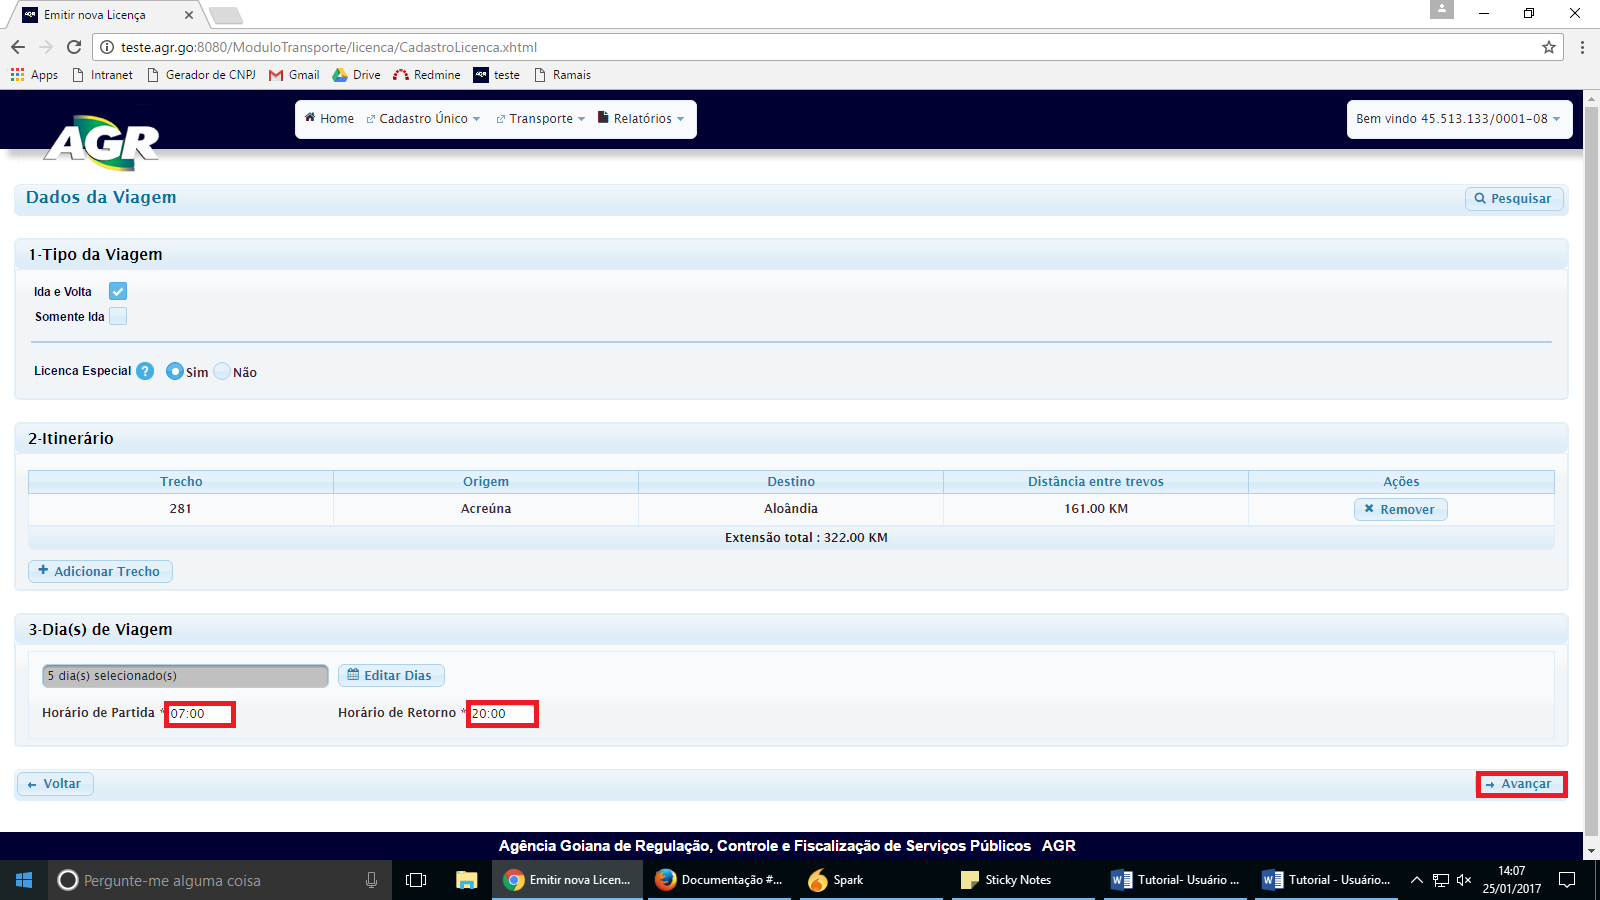 Emitir nova Licença
teste.agr.go:8080/ModuloTransporte/licenca/CadastroLicenca.xhtml
Apps Intranet Gerador de CNPJ Gmail Drive Redmine teste Ramais
AGR
Home Cadastro Único Transporte Relatórios
Bem vindo 45.513.133/0001-08
Dados da Viagem
Pesquisar
1-Tipo da Viagem
Ida e Volta
Somente Ida
Licenca Especial ? Sim Não
2-Itinerário
Trecho Origem Destino Distância entre trevos Ações
281 Acreúna Aloândia 161.00 KM Remover
Extensão total : 322.00 KM
Adicionar Trecho
3-Dia(s) de Viagem
5 dia(s) selecionado(s) Editar Dias
Horário de Partida * 07:00 Horário de Retorno * 20:00
Voltar Avançar
Agência Goiana de Regulação, Controle e Fiscalização de Serviços Públicos AGR
Pergunte-me alguma coisa
Emitir nova Licen...
Documentação #...
Spark
Sticky Notes
Tutorial- Usuário ...
Tutorial - Usuário...
14:07
25/01/2017